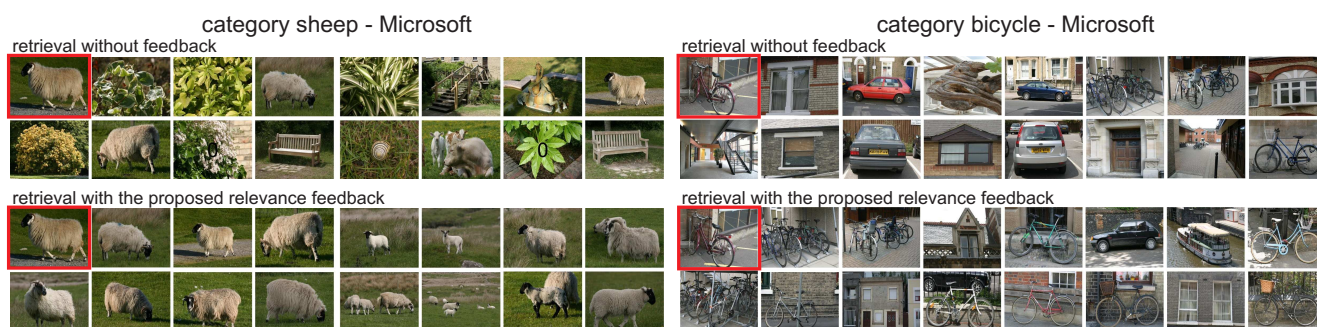 category sheep - Microsoft
retrieval without feedback
retrieval with the proposed relevance feedback
category bicycle - Microsoft
retrieval without feedback
retrieval with the proposed relevance feedback